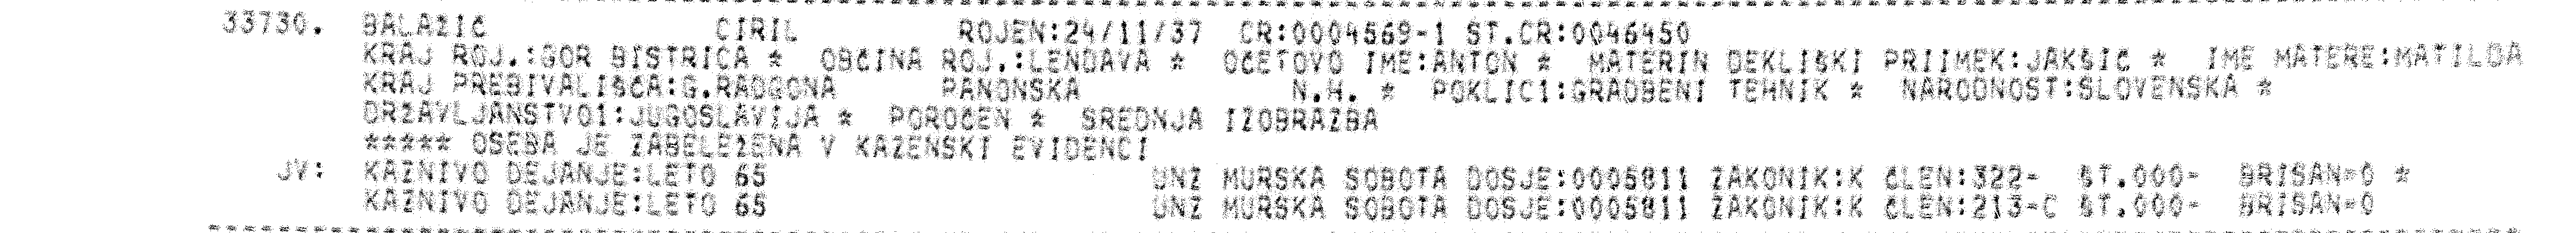 33730. BALAŽIČ CIRIL ROJEN:24/11/37 CR:0004569-1 ŠT.CR:0046450
KRAJ ROJ.:GOR BISTRICA * OBČINA ROJ.:LENDAVA * OČETOVO IME:ANTON * MATERIN DEKLIŠKI PRIIMEK:JAKŠIČ * IME MATERE:MATILDA
KRAJ PREBIVALIŠČA:G.RADGONA PANONSKA N.H. * POKLIC1:GRADBENI TEHNIK * NARODNOST:SLOVENSKA *
DRŽAVLJANSTVO1:JUGOSLAVIJA * POROČEN * SREDNJA IZOBRAZBA
***** OSEBA JE ZABELEŽENA V KAZENSKI EVIDENCI
JV: KAZNIVO DEJANJE:LETO 65 UNZ MURSKA SOBOTA DOSJE:0005811 ZAKONIK:K ČLEN:322- ŠT.000- BRISAN=0 *
KAZNIVO DEJANJE:LETO 65 UNZ MURSKA SOBOTA DOSJE:0005811 ZAKONIK:K ČLEN:213-C ŠT.000- BRISAN=0